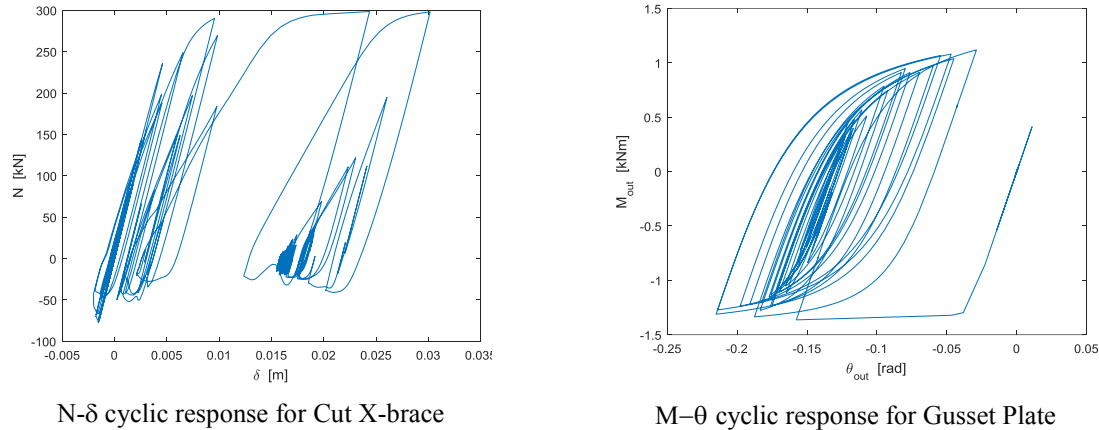 300
250
200
150
100
50
0
-50
-100
N [kN]
-0.005 0 0.005 0.01 0.015 0.02 0.025 0.03 0.035
δ [m]
N-δ cyclic response for Cut X-brace
1.5
1
0.5
0
-0.5
-1
-1.5
M_out [kNm]
-0.25 -0.2 -0.15 -0.1 -0.05 0 0.05
θ_out [rad]
M−θ cyclic response for Gusset Plate